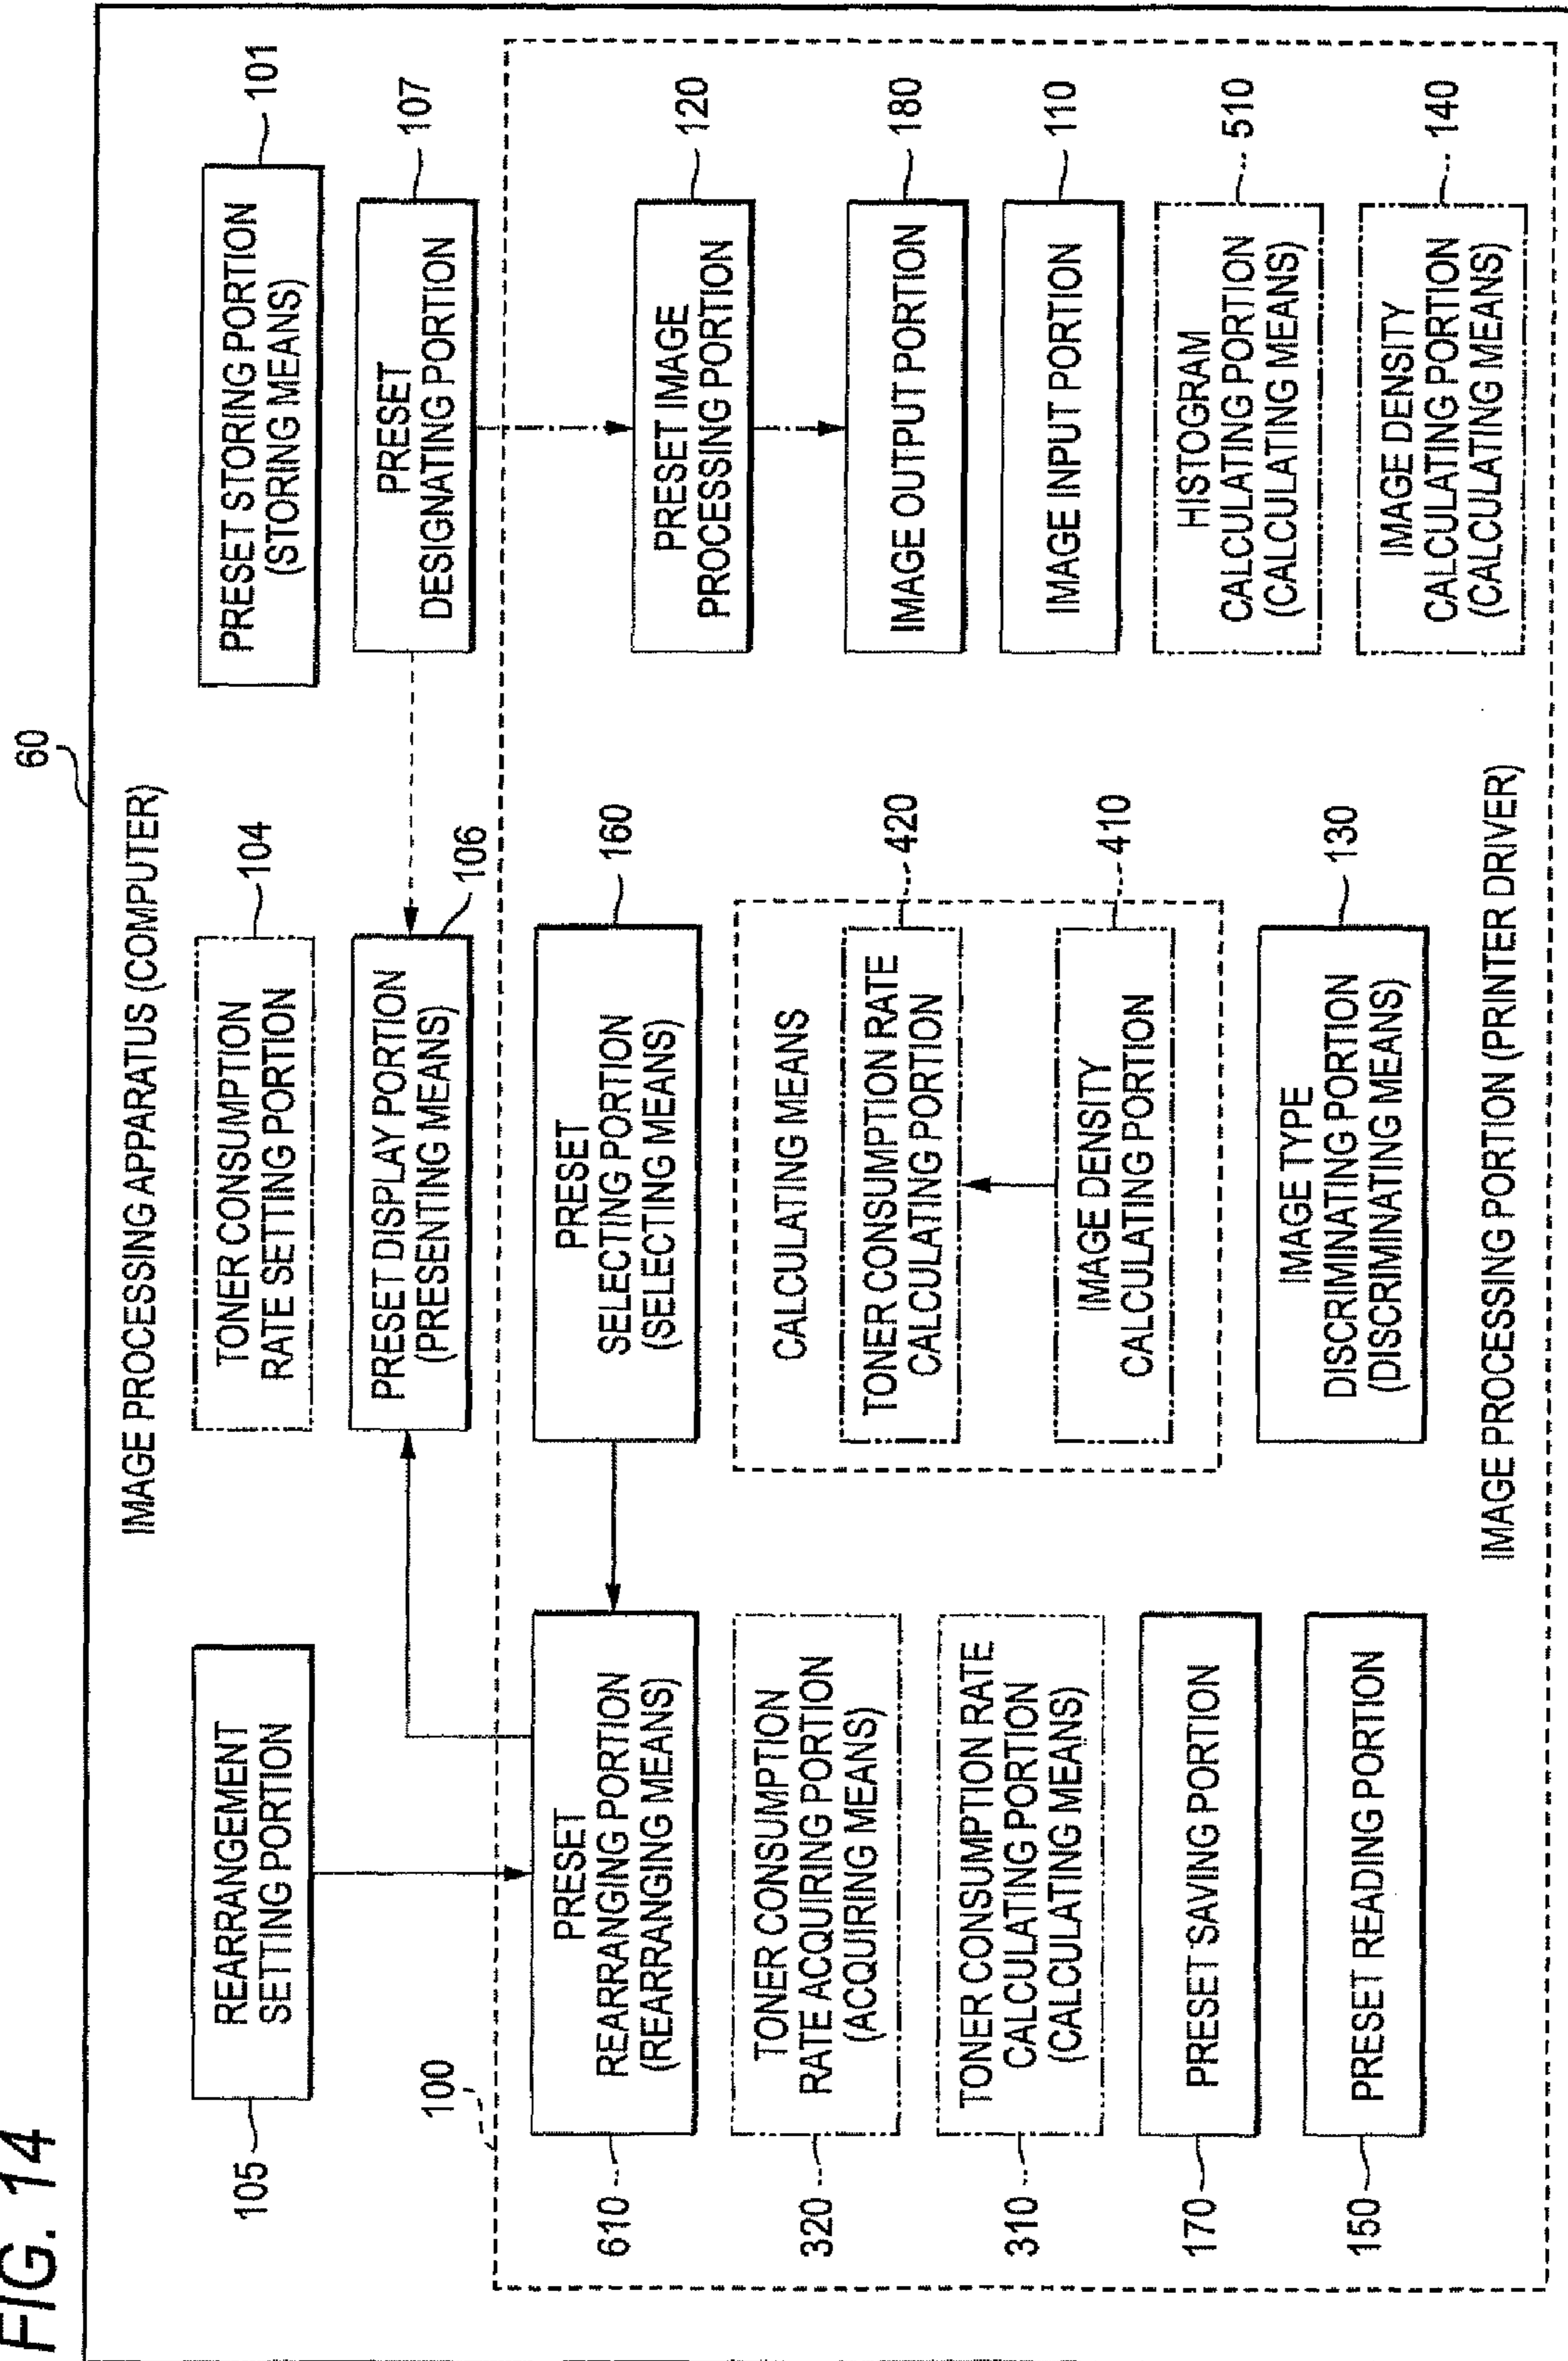 FIG. 14
60
IMAGE PROCESSING APPARATUS (COMPUTER)
105
REARRANGEMENT
SETTING PORTION
104
TONER CONSUMPTION
RATE SETTING PORTION
101
PRESET STORING PORTION
(STORING MEANS)
106
PRESET DISPLAY PORTION
(PRESENTING MEANS)
107
PRESET
DESIGNATING PORTION
100
610
PRESET
REARRANGING PORTION
(REARRANGING MEANS)
320
TONER CONSUMPTION
RATE ACQUIRING PORTION
(ACQUIRING MEANS)
310
TONER CONSUMPTION RATE
CALCULATING PORTION
(CALCULATING MEANS)
170
PRESET SAVING PORTION
150
PRESET READING PORTION
160
PRESET
SELECTING PORTION
(SELECTING MEANS)
CALCULATING MEANS
420
TONER CONSUMPTION RATE
CALCULATING PORTION
410
IMAGE DENSITY
CALCULATING PORTION
130
IMAGE TYPE
DISCRIMINATING PORTION
(DISCRIMINATING MEANS)
120
PRESET IMAGE
PROCESSING PORTION
180
IMAGE OUTPUT PORTION
110
IMAGE INPUT PORTION
510
HISTOGRAM
CALCULATING PORTION
(CALCULATING MEANS)
140
IMAGE DENSITY
CALCULATING PORTION
(CALCULATING MEANS)
IMAGE PROCESSING PORTION (PRINTER DRIVER)